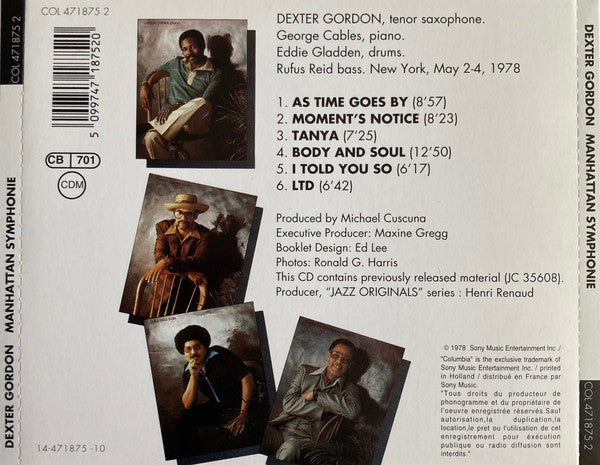 COL 471875 2
DEXTER GORDON MANHATTAN SYMPHONIE
5 099747 187520
CB 701
CDM
George Cables, piano
DEXTER GORDON, tenor saxophone.
George Cables, piano.
Eddie Gladden, drums.
Rufus Reid bass. New York, May 2-4, 1978
1. AS TIME GOES BY (8'57)
2. MOMENT'S NOTICE (8'23)
3. TANYA (7'25)
4. BODY AND SOUL (12'50)
5. I TOLD YOU SO (6'17)
6. LTD (6'42)
Produced by Michael Cuscuna
Executive Producer: Maxine Gregg
Booklet Design: Ed Lee
Photos: Ronald G. Harris
This CD contains previously released material (JC 35608).
Producer, "JAZZ ORIGINALS" series : Henri Renaud
℗ 1978 Sony Music Entertainment Inc./
"Columbia" is the exclusive trademark of
Sony Music Entertainment Inc. / printed
in Holland / distribué en France par
Sony Music.
"Tous droits du producteur de
phonogramme et du propriétaire de
l'oeuvre enregistrée réservés.Sauf
autorisation,la duplication,la
location,le pret ou l'utilisation de cet
enregistrement pour éxécution
publique ou radio diffusion sont
interdits."
14-471875 -10
DEXTER GORDON MANHATTAN SYMPHONIE
COL 471875 2